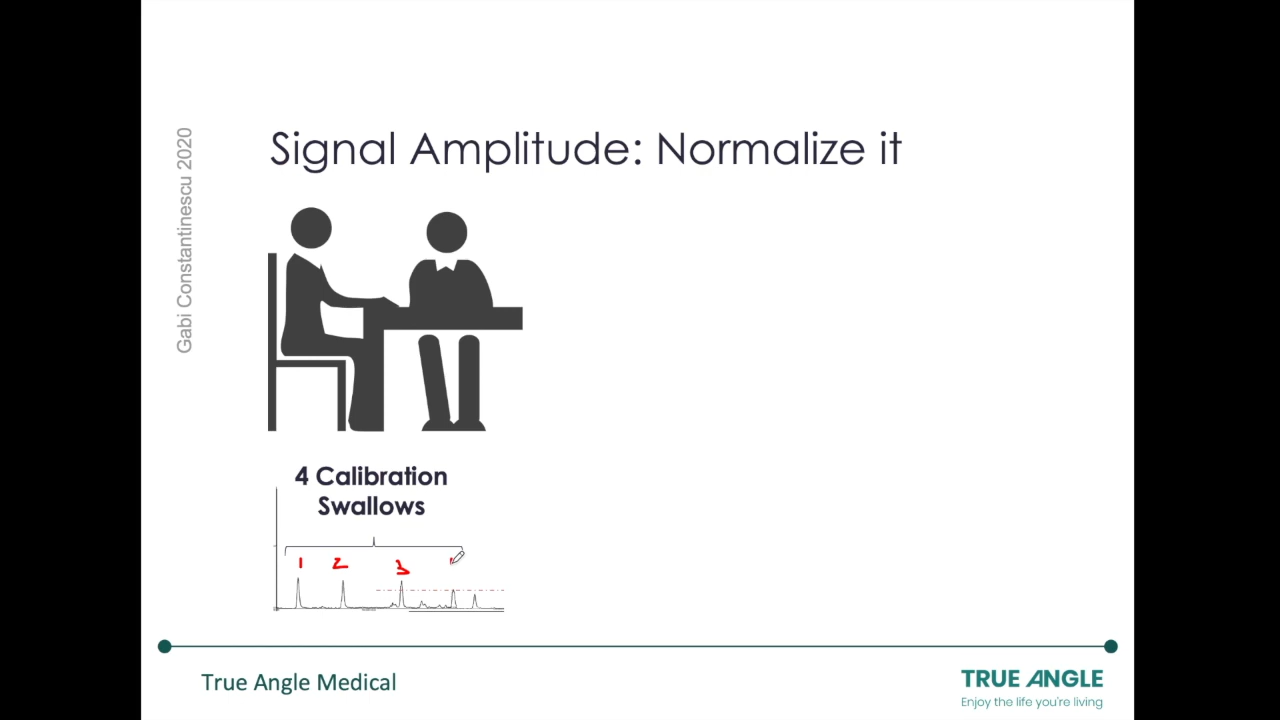 Gabi Constantinescu 2020
Signal Amplitude: Normalize it
4 Calibration
Swallows
1 2 3
True Angle Medical
TRUE ANGLE
Enjoy the life you're living